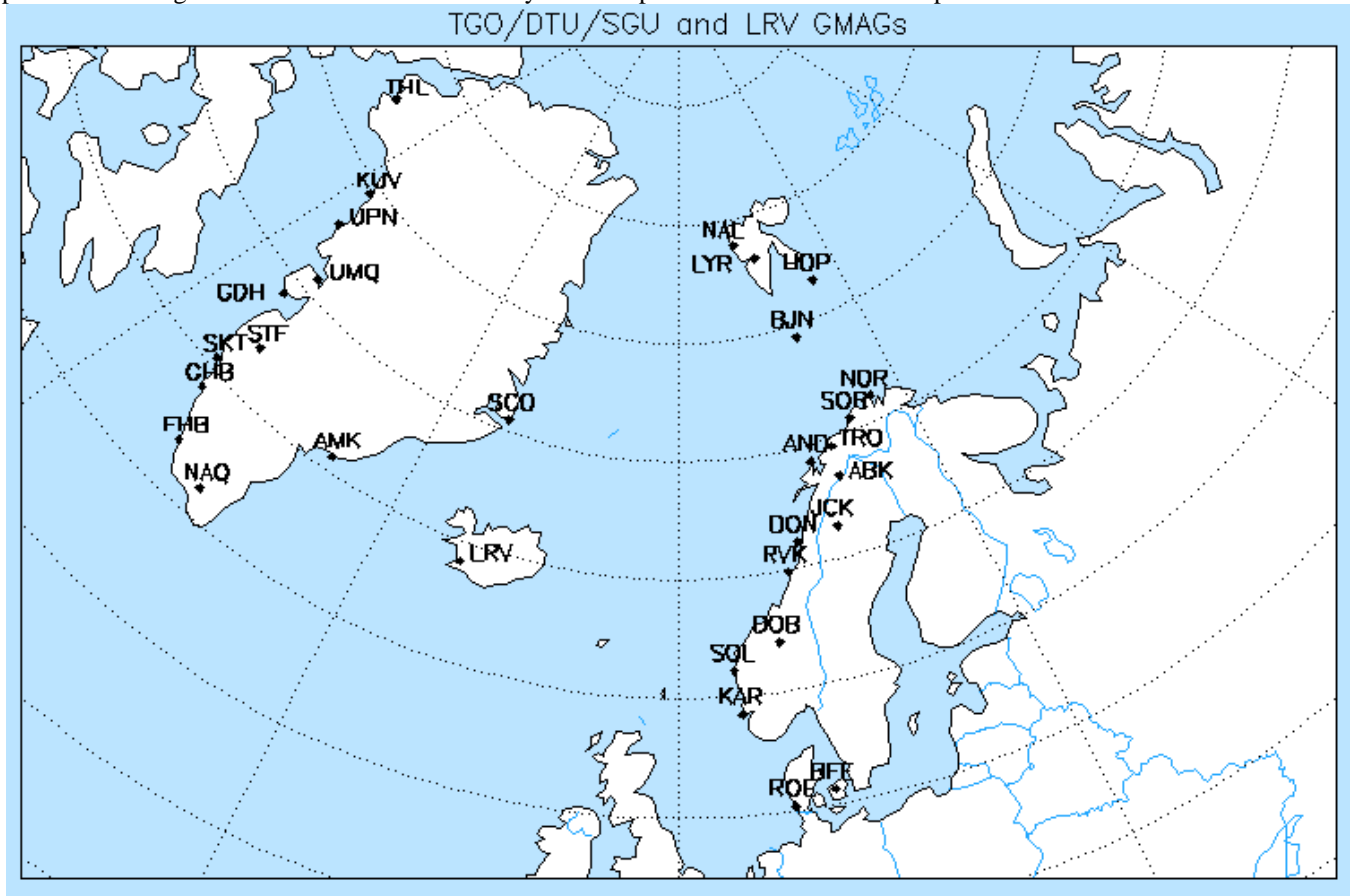 TGO/DTU/SGU and LRV GMAGs
THL
KUV
UPN
NAL
LYR
HOP
UMQ
GDH
BJN
STF
SKT
GHB
NOR
SOR
SCO
FHB
AMK
AND
TRO
NAQ
ABK
JCK
DON
LRV
RVK
DOB
SOL
KAR
BFE
ROE